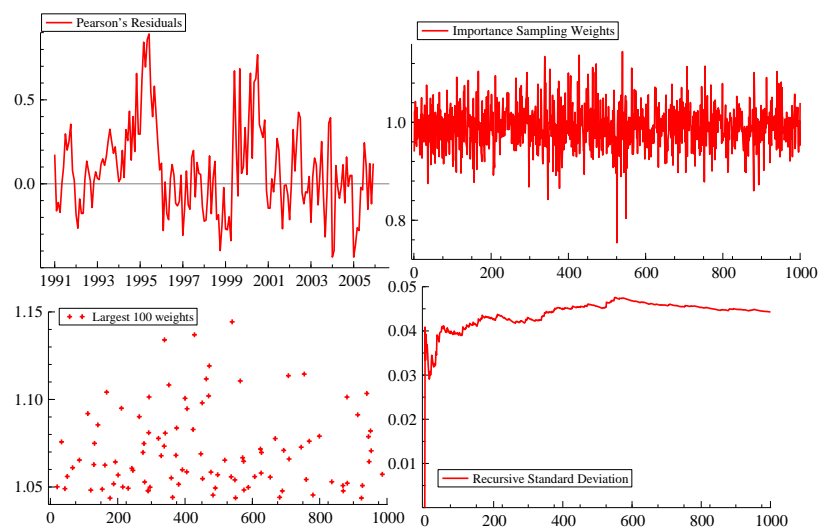 Pearson's Residuals
0.5
0.0
1991 1993 1995 1997 1999 2001 2003 2005
Importance Sampling Weights
1.0
0.8
0 200 400 600 800 1000
1.15
Largest 100 weights
1.10
1.05
0 200 400 600 800 1000
0.05
0.04
0.03
0.02
0.01
Recursive Standard Deviation
0 200 400 600 800 1000